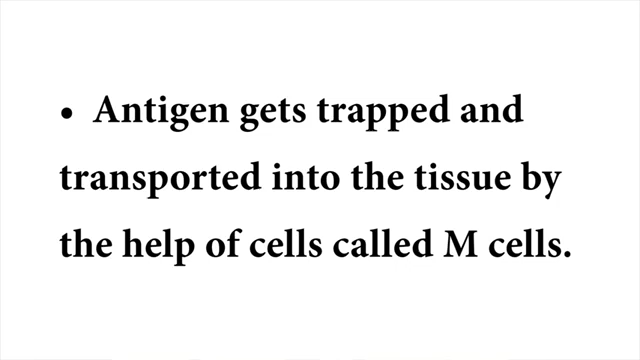 • Antigen gets trapped and
transported into the tissue by
the help of cells called M cells.